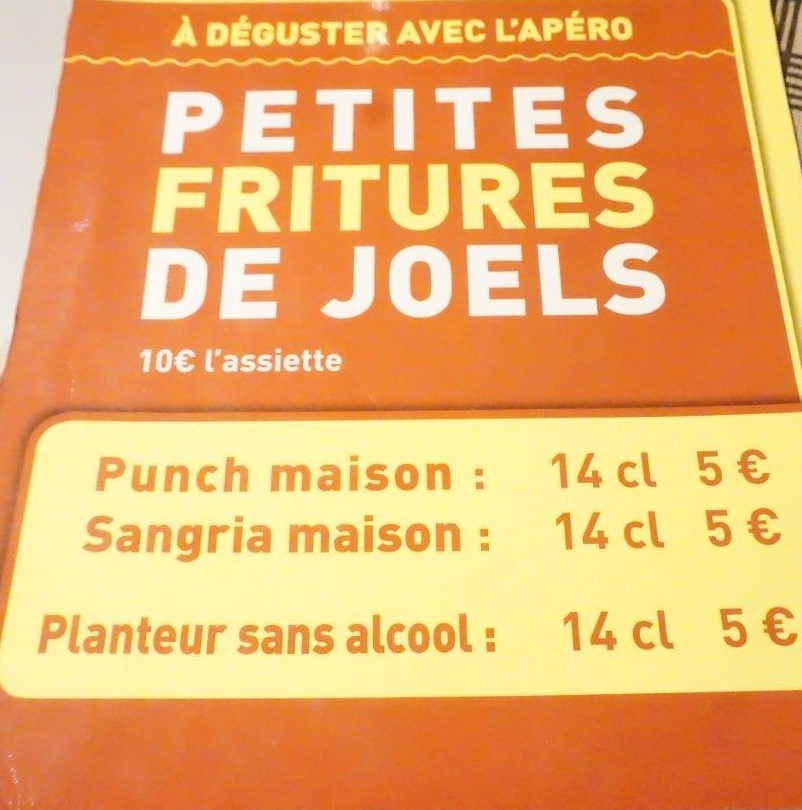 À DÉGUSTER AVEC L'APÉRO
PETITES
FRITURES
DE JOELS
10€ l'assiette
Punch maison : 14 cl 5 €
Sangria maison : 14 cl 5 €
Planteur sans alcool : 14 cl 5 €